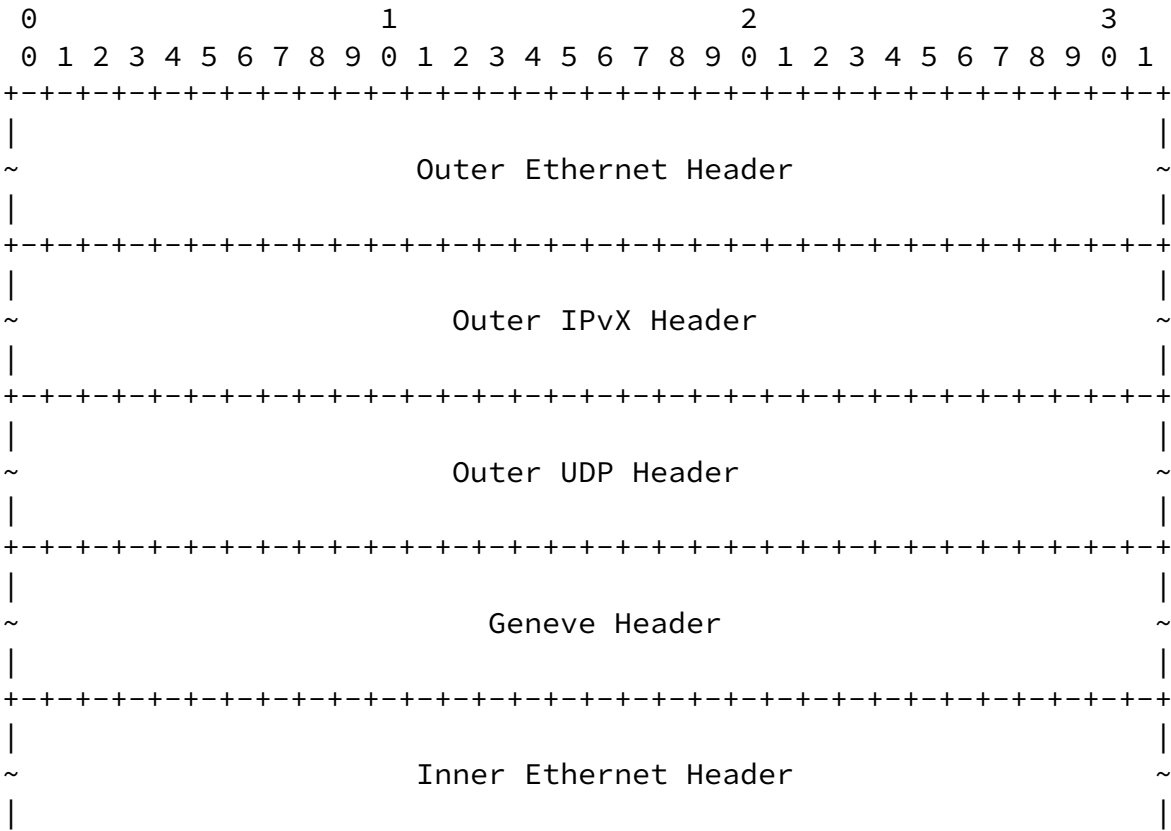 0                   1                   2                   3
 0 1 2 3 4 5 6 7 8 9 0 1 2 3 4 5 6 7 8 9 0 1 2 3 4 5 6 7 8 9 0 1
+-+-+-+-+-+-+-+-+-+-+-+-+-+-+-+-+-+-+-+-+-+-+-+-+-+-+-+-+-+-+-+-+
|                                                               |
~                      Outer Ethernet Header                    ~
|                                                               |
+-+-+-+-+-+-+-+-+-+-+-+-+-+-+-+-+-+-+-+-+-+-+-+-+-+-+-+-+-+-+-+-+
|                                                               |
~                        Outer IPvX Header                      ~
|                                                               |
+-+-+-+-+-+-+-+-+-+-+-+-+-+-+-+-+-+-+-+-+-+-+-+-+-+-+-+-+-+-+-+-+
|                                                               |
~                        Outer UDP Header                       ~
|                                                               |
+-+-+-+-+-+-+-+-+-+-+-+-+-+-+-+-+-+-+-+-+-+-+-+-+-+-+-+-+-+-+-+-+
|                                                               |
~                          Geneve Header                        ~
|                                                               |
+-+-+-+-+-+-+-+-+-+-+-+-+-+-+-+-+-+-+-+-+-+-+-+-+-+-+-+-+-+-+-+-+
|                                                               |
~                      Inner Ethernet Header                    ~
|                                                               |